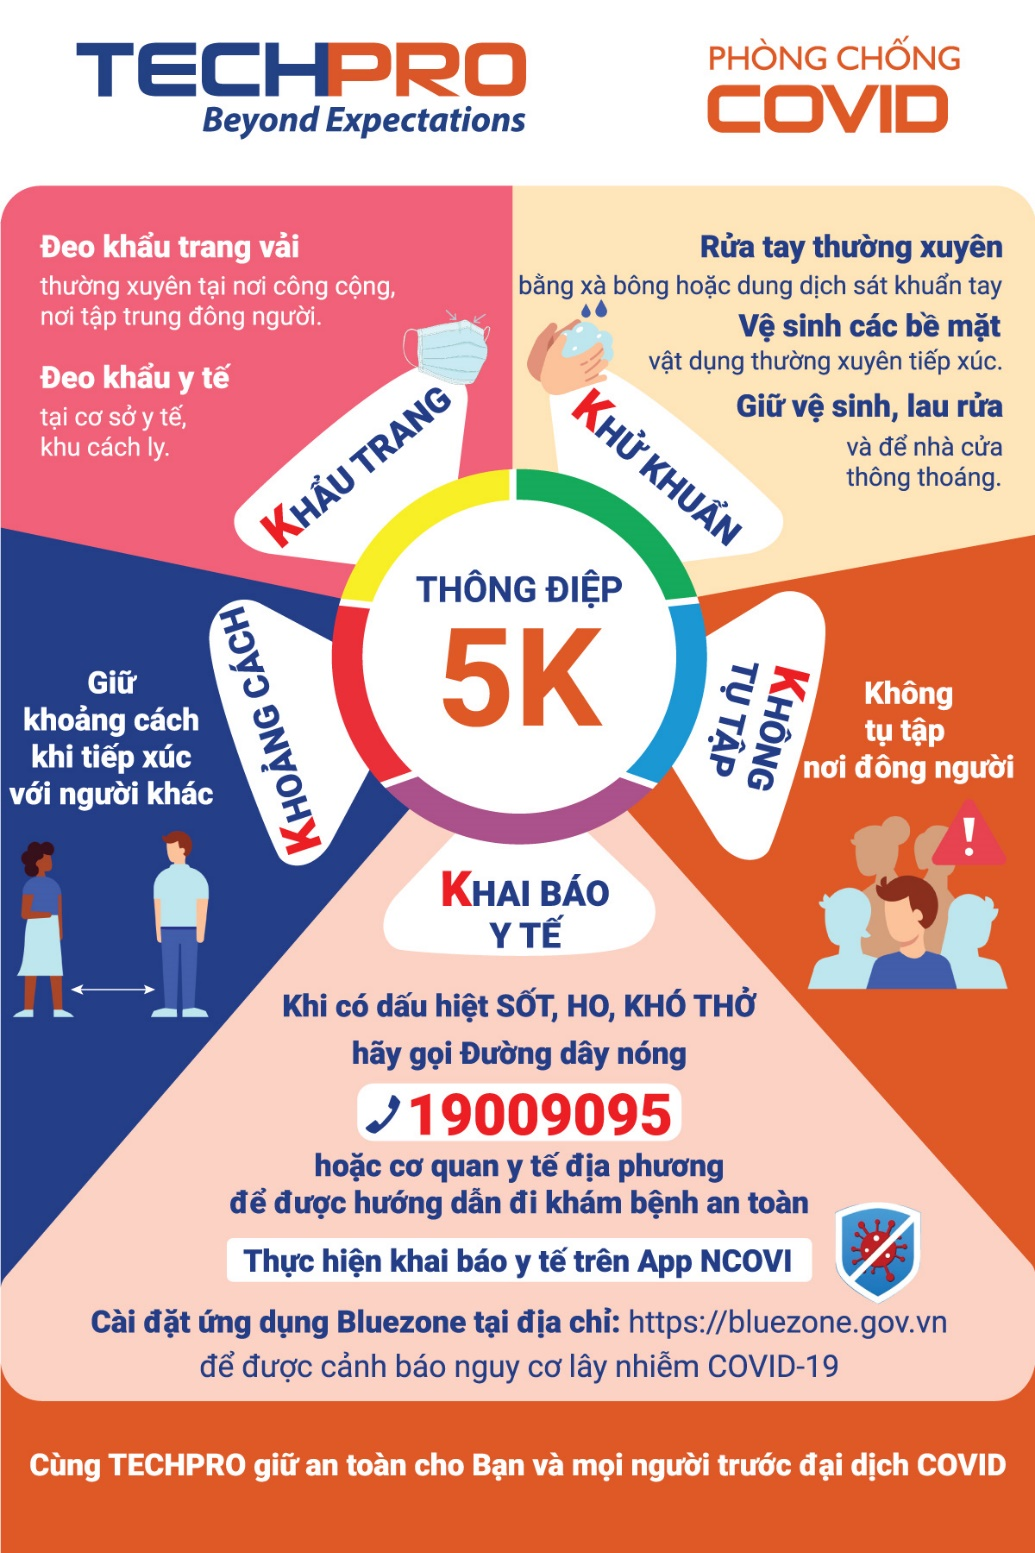 TECHPRO
Beyond Expectations
PHÒNG CHỐNG
COVID
Đeo khẩu trang vải
thường xuyên tại nơi công cộng,
nơi tập trung đông người.
Đeo khẩu y tế
tại cơ sở y tế,
khu cách ly.
KHẨU TRANG
Rửa tay thường xuyên
bằng xà bông hoặc dung dịch sát khuẩn tay
Vệ sinh các bề mặt
vật dụng thường xuyên tiếp xúc.
Giữ vệ sinh, lau rửa
và để nhà cửa
thông thoáng.
KHỬ KHUẨN
THÔNG ĐIỆP
5K
KHOẢNG CÁCH
Giữ
khoảng cách
khi tiếp xúc
với người khác
KHÔNG
TỤ TẬP
Không
tụ tập
nơi đông người
!
KHAI BÁO
Y TẾ
Khi có dấu hiệt SỐT, HO, KHÓ THỞ
hãy gọi Đường dây nóng
19009095
hoặc cơ quan y tế địa phương
để được hướng dẫn đi khám bệnh an toàn
Thực hiện khai báo y tế trên App NCOVI
Cài đặt ứng dụng Bluezone tại địa chỉ: https://bluezone.gov.vn
để được cảnh báo nguy cơ lây nhiễm COVID-19
Cùng TECHPRO giữ an toàn cho Bạn và mọi người trước đại dịch COVID